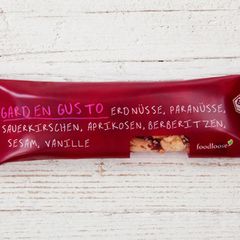 GARDEN GUSTO ERDNÜSSE, PARANÜSSE,
SAUERKIRSCHEN, APRIKOSEN, BERBERITZEN,
SESAM, VANILLE
foodloose